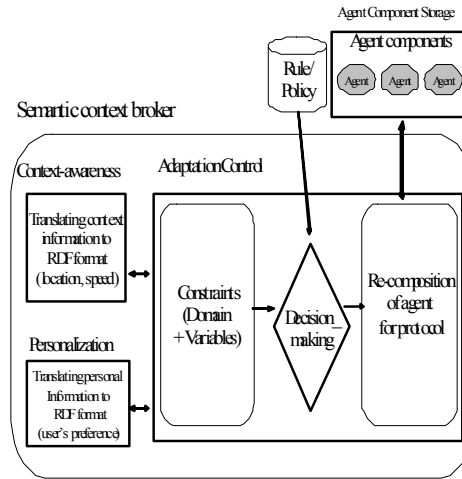 Agent Component Storage
Agent components
Agent
Agent
Agent
Rule/
Policy
Semantic context broker
Context-awareness
Adaptation Control
Translating context
information to
RDF format
(location, speed)
Constraints
(Domain
+ Variables)
Decision_
making
Re-composition
of agent
for protocol
Personalization
Translating personal
Information to
RDF format
(user's preference)